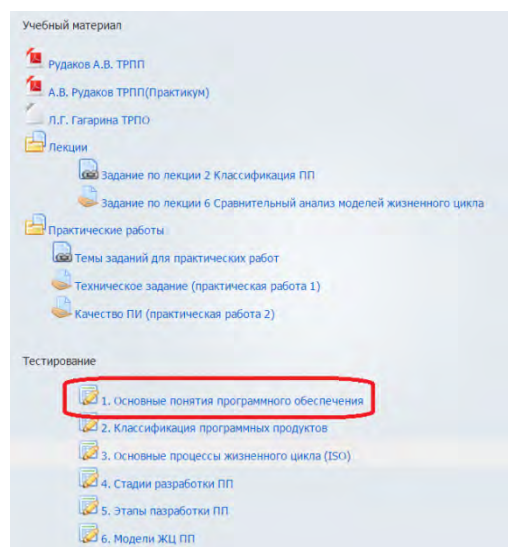 Учебный материал
Рудаков А.В. ТРПП
А.В. Рудаков ТРПП(Практикум)
Л.Г. Гагарина ТРПО
Лекции
Задание по лекции 2 Классификация ПП
Задание по лекции 6 Сравнительный анализ моделей жизненного цикла
Практические работы
Темы заданий для практических работ
Техническое задание (практическая работа 1)
Качество ПИ (практическая работа 2)
Тестирование
1. Основные понятия программного обеспечения
2. Классификация программных продуктов
3. Основные процессы жизненного цикла (ISO)
4. Стадии разработки ПП
5. Этапы пазработки ПП
6. Модели ЖЦ ПП